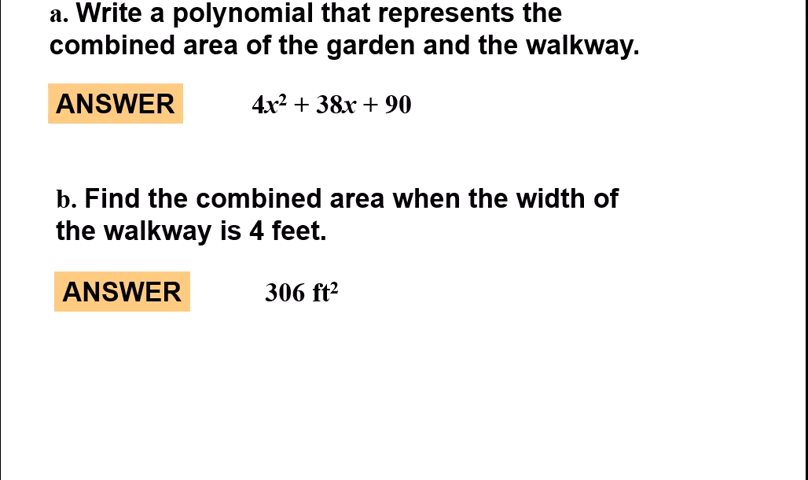 a. Write a polynomial that represents the
combined area of the garden and the walkway.
ANSWER 4x² + 38x + 90
b. Find the combined area when the width of
the walkway is 4 feet.
ANSWER 306 ft²